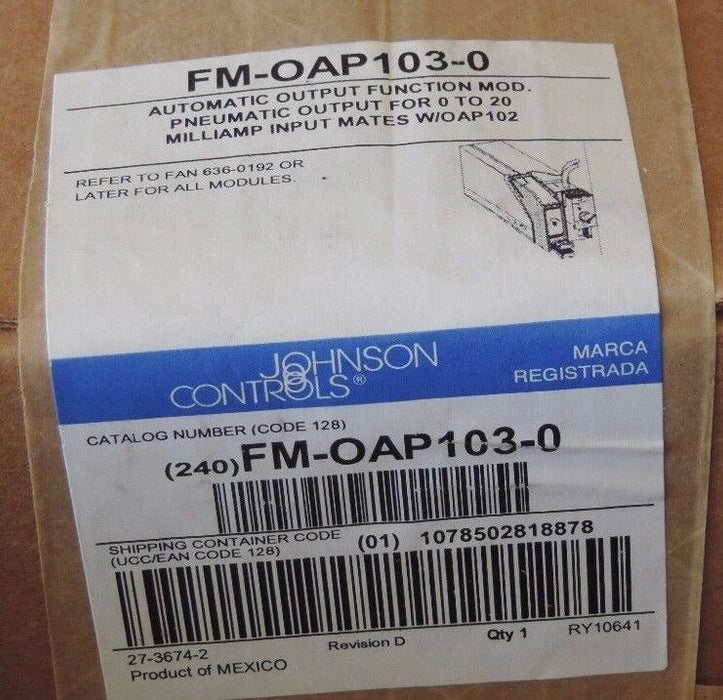 FM-OAP103-0
AUTOMATIC OUTPUT FUNCTION MOD.
PNEUMATIC OUTPUT FOR 0 TO 20
MILLIAMP INPUT MATES W/OAP102
REFER TO FAN 636-0192 OR
LATER FOR ALL MODULES.
JOHNSON
CONTROLS®
MARCA
REGISTRADA
CATALOG NUMBER (CODE 128)
(240)FM-OAP103-0
SHIPPING CONTAINER CODE
(UCC/EAN CODE 128)
(01) 1078502818878
27-3674-2
Revision D
Qty 1
RY10641
Product of MEXICO